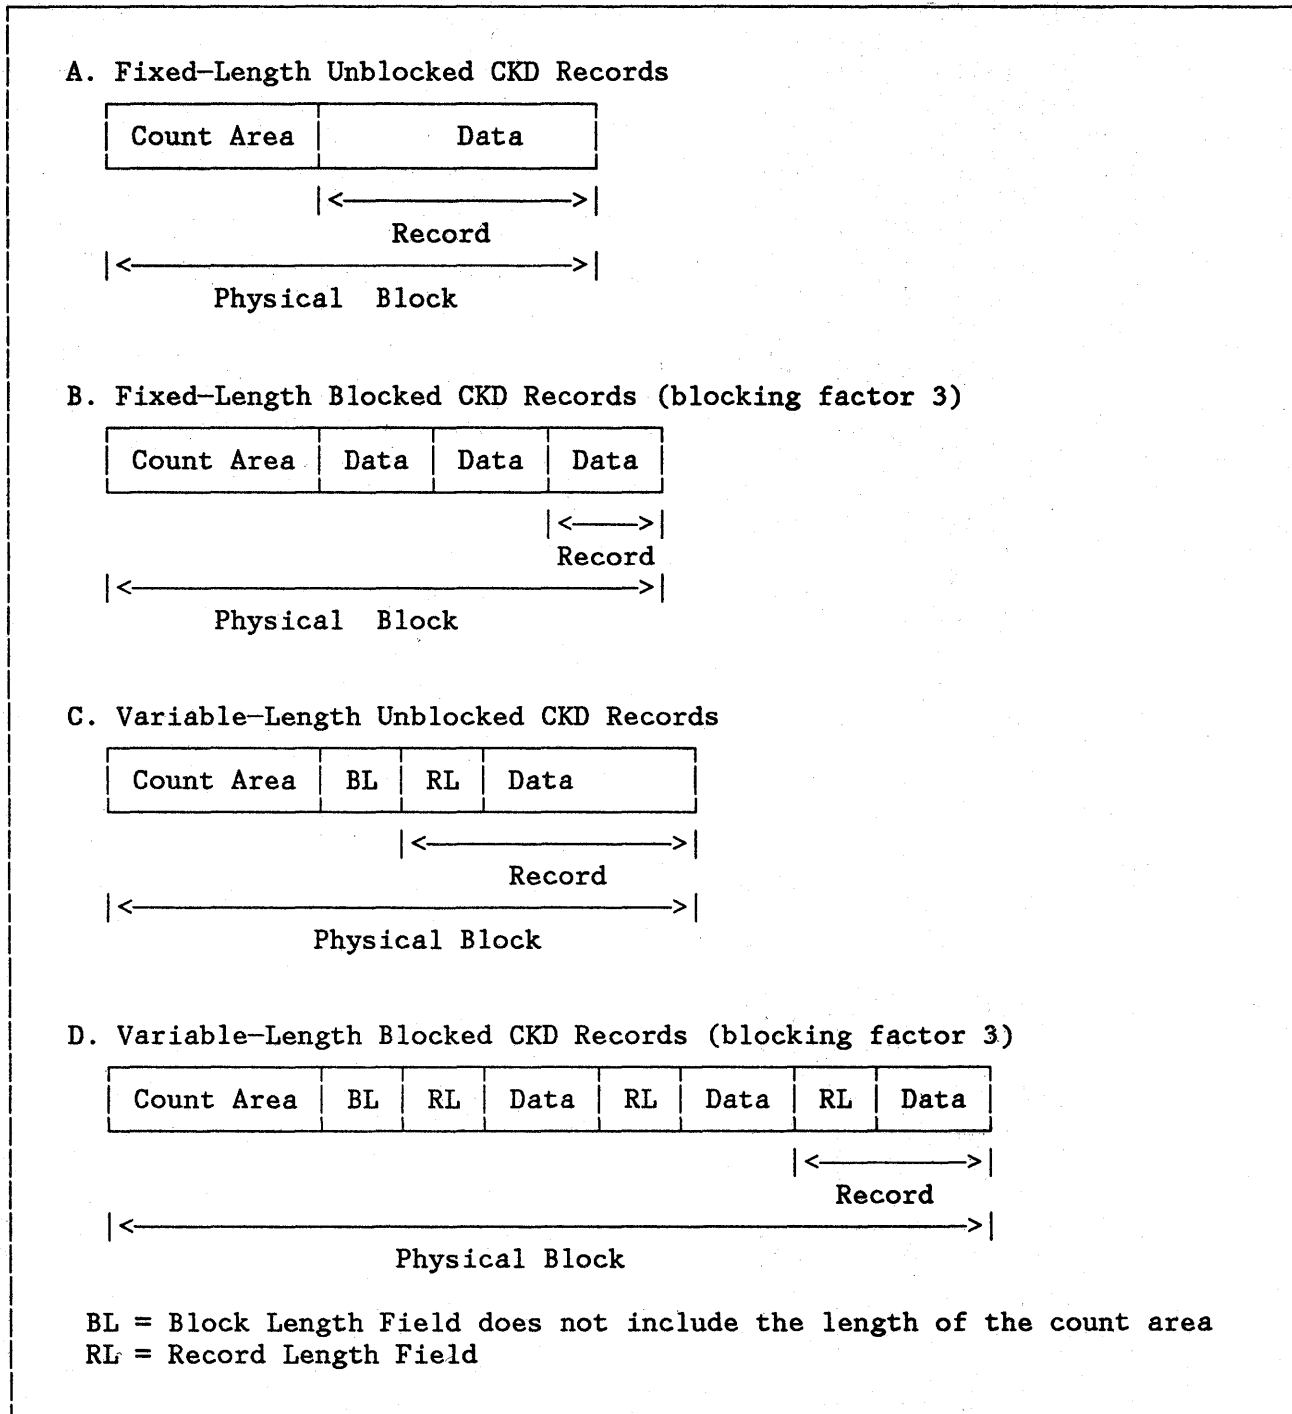 A. Fixed-Length Unblocked CKD Records
Count Area Data
|<————>|
Record
|<————>|
Physical Block
B. Fixed-Length Blocked CKD Records (blocking factor 3)
Count Area Data Data Data
|<——>|
Record
|<————>|
Physical Block
C. Variable-Length Unblocked CKD Records
Count Area BL RL Data
|<————>|
Record
|<————>|
Physical Block
D. Variable-Length Blocked CKD Records (blocking factor 3)
Count Area BL RL Data RL Data RL Data
|<————>|
Record
|<————>|
Physical Block
BL = Block Length Field does not include the length of the count area
RL = Record Length Field